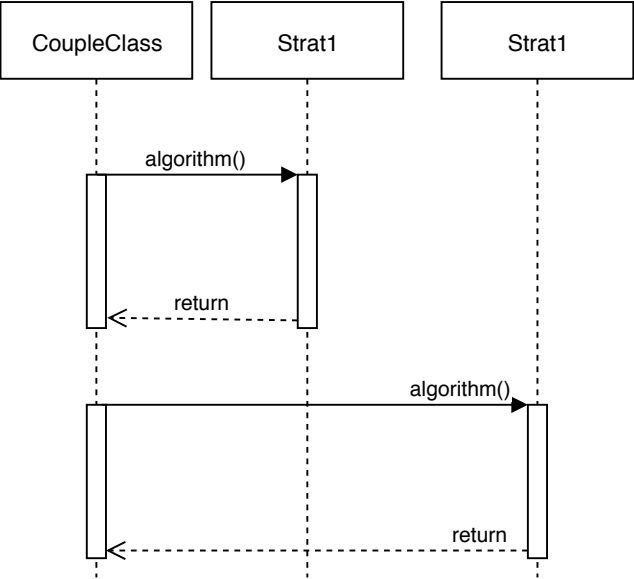 CoupleClass
Strat1
Strat1
algorithm()
return
algorithm()
return